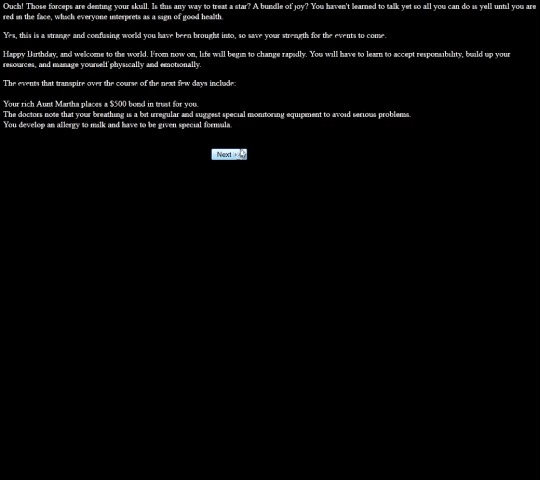 Ouch! Those forceps are denting your skull. Is this any way to treat a star? A bundle of joy? You haven't learned to talk yet so all you can do is yell until you are
red in the face, which everyone interprets as a sign of good health.
Yes, this is a strange and confusing world you have been brought into, so save your strength for the events to come.
Happy Birthday, and welcome to the world. From now on, life will begin to change rapidly. You will have to learn to accept responsibility, build up your
resources, and manage yourself physically and emotionally.
The events that transpire over the course of the next few days include:
Your rich Aunt Martha places a $500 bond in trust for you.
The doctors note that your breathing is a bit irregular and suggest special monitoring equipment to avoid serious problems.
You develop an allergy to milk and have to be given special formula.
Next >>